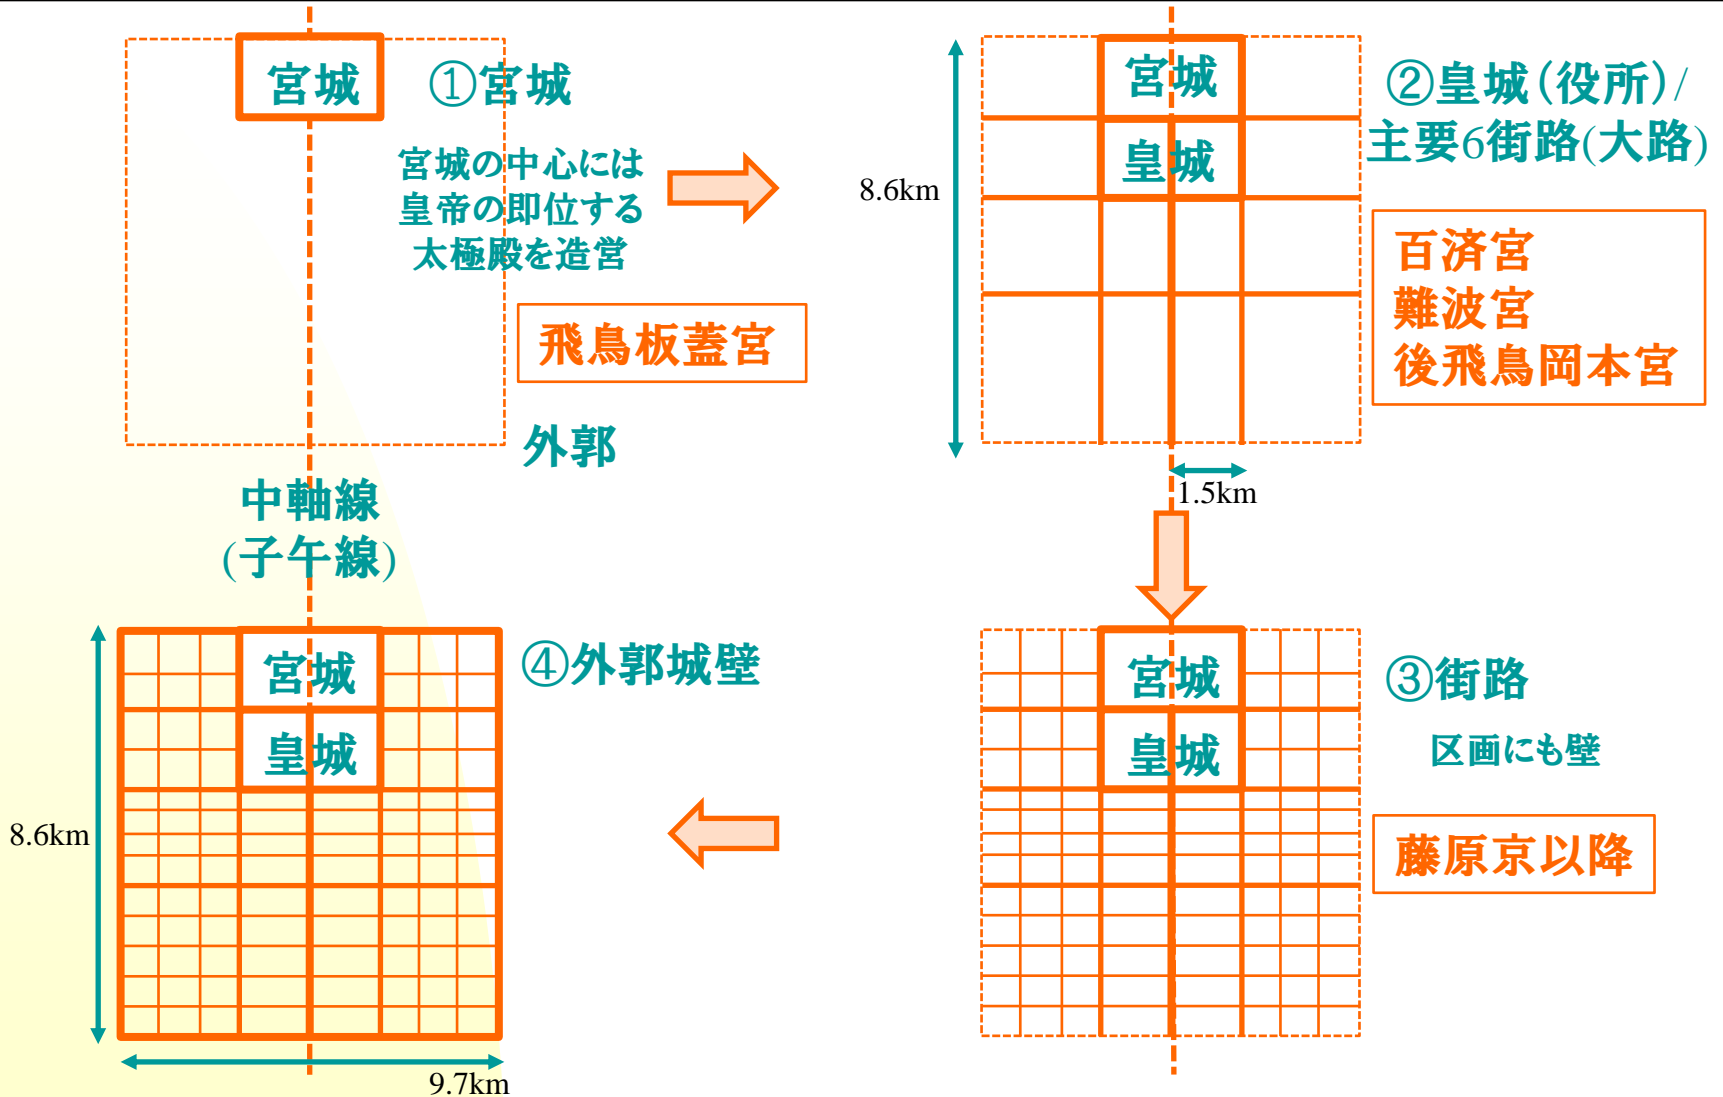 宮城
①宮城
宮城の中心には
皇帝の即位する
太極殿を造営
飛鳥板蓋宮
外郭
中軸線
(子午線)
宮城
皇城
②皇城(役所)/
主要6街路(大路)
8.6km
百済宮
難波宮
後飛鳥岡本宮
1.5km
宮城
皇城
③街路
区画にも壁
藤原京以降
宮城
皇城
④外郭城壁
8.6km
9.7km